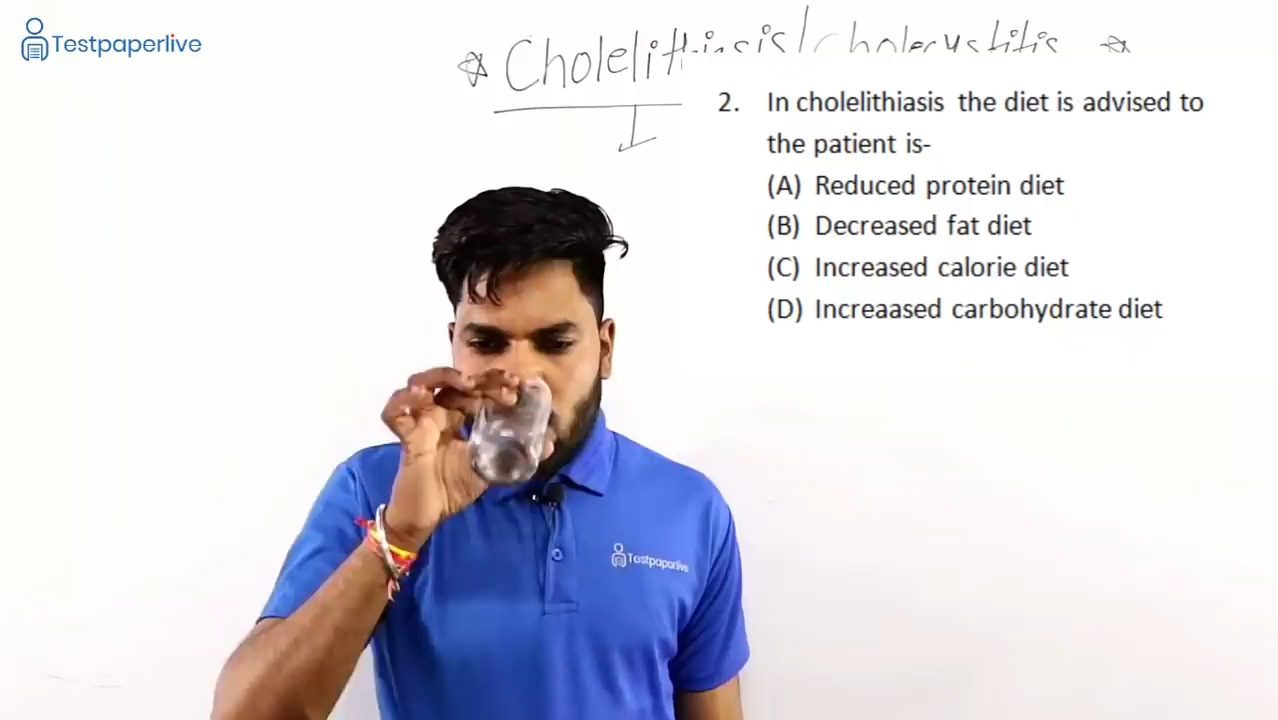 Testpaperlive
☆ Cholelithiasis/cholecystitis ☆
2. In cholelithiasis the diet is advised to
the patient is-
(A) Reduced protein diet
(B) Decreased fat diet
(C) Increased calorie diet
(D) Increaased carbohydrate diet
Testpaperlive